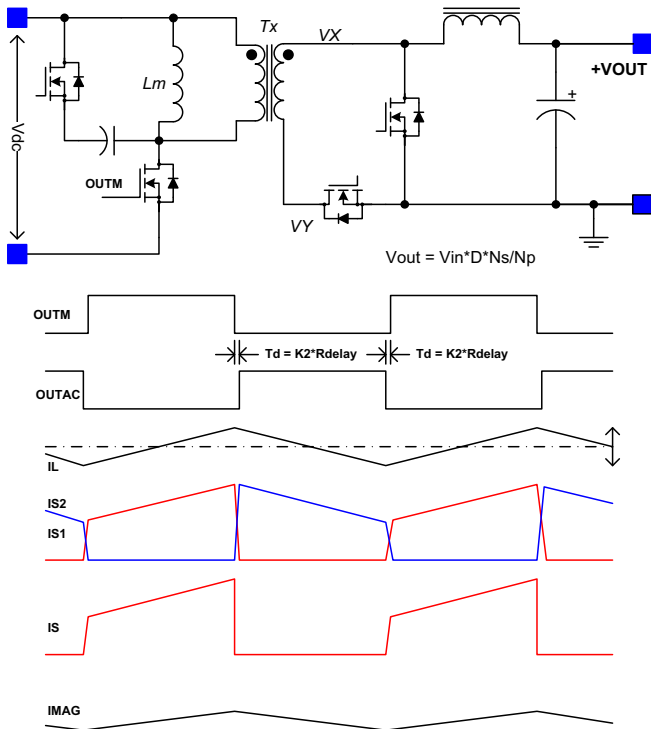 Tx
VX
Lm
+VOUT
+
Vdc
OUTM
VY
Vout = Vin*D*Ns/Np
OUTM
Td = K2*Rdelay
Td = K2*Rdelay
OUTAC
IL
IS2
IS1
IS
IMAG